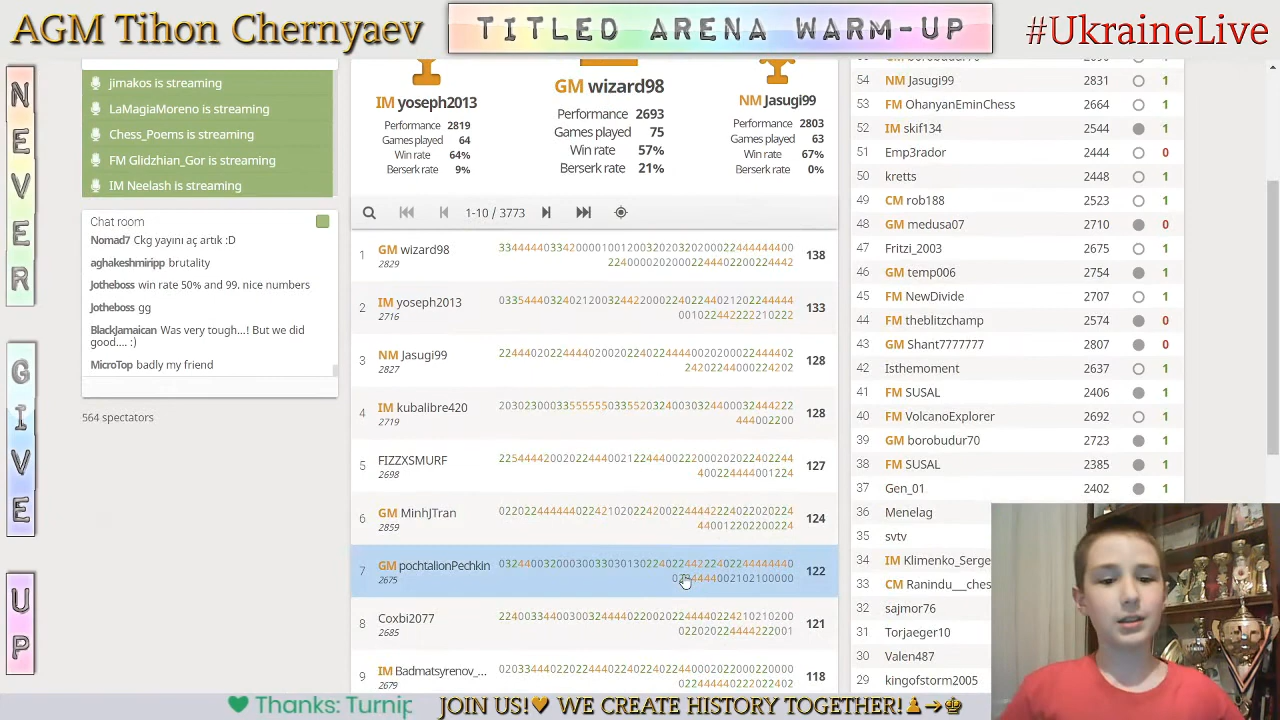 AGM Tihon Chernyaev
TITLED ARENA WARM-UP
#UkraineLive
NEVER
GIVE
UP
jimakos is streaming
LaMagiaMoreno is streaming
Chess_Poems is streaming
FM Glidzhian_Gor is streaming
IM Neelash is streaming
Chat room
Nomad7 Ckg yayını aç artık :D
aghakeshmiripp brutality
Jotheboss win rate 50% and 99. nice numbers
Jotheboss gg
BlackJamaican Was very tough...! But we did
good.... :)
MicroTop badly my friend
564 spectators
IM yoseph2013
Performance 2819
Games played 64
Win rate 64%
Berserk rate 9%
GM wizard98
Performance 2693
Games played 75
Win rate 57%
Berserk rate 21%
NM Jasugi99
Performance 2803
Games played 63
Win rate 67%
Berserk rate 0%
1-10 / 3773
1 GM wizard98 2829 138
2 IM yoseph2013 2716 133
3 NM Jasugi99 2827 128
4 IM kubalibre420 2719 128
5 FIZZXSMURF 2698 127
6 GM MinhJTran 2859 124
7 GM pochtalionPechkin 2675 122
8 Coxbi2077 2685 121
9 IM Badmatsyrenov_... 2679 118
54 NM Jasugi99 2831 1
53 FM OhanyanEminChess 2664 1
52 IM skif134 2544 1
51 Emp3rador 2444 0
50 kretts 2448 1
49 CM rob188 2523 1
48 GM medusa07 2710 0
47 Fritzi_2003 2675 1
46 GM temp006 2754 1
45 FM NewDivide 2707 1
44 FM theblitzchamp 2574 0
43 GM Shant7777777 2807 0
42 Isthemoment 2637 1
41 FM SUSAL 2406 1
40 FM VolcanoExplorer 2692 1
39 GM borobudur70 2723 1
38 FM SUSAL 2385 1
37 Gen_01 2402 1
36 Menelag
35 svtv
34 IM Klimenko_Serge
33 CM Ranindu___ches
32 sajmor76
31 Torjaeger10
30 Valen487
29 kingofstorm2005
Thanks: Turnip
JOIN US! WE CREATE HISTORY TOGETHER!